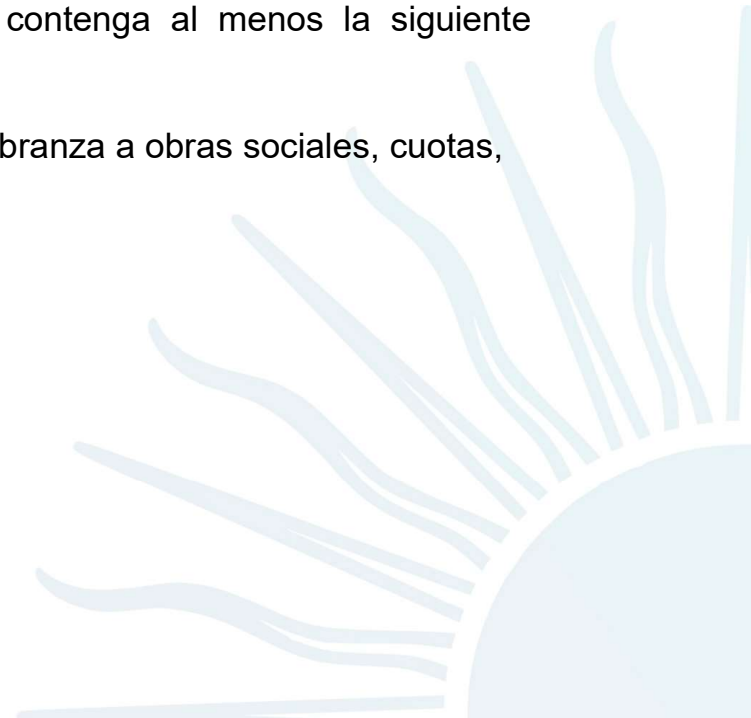 contenga al menos la siguiente
branza a obras sociales, cuotas,